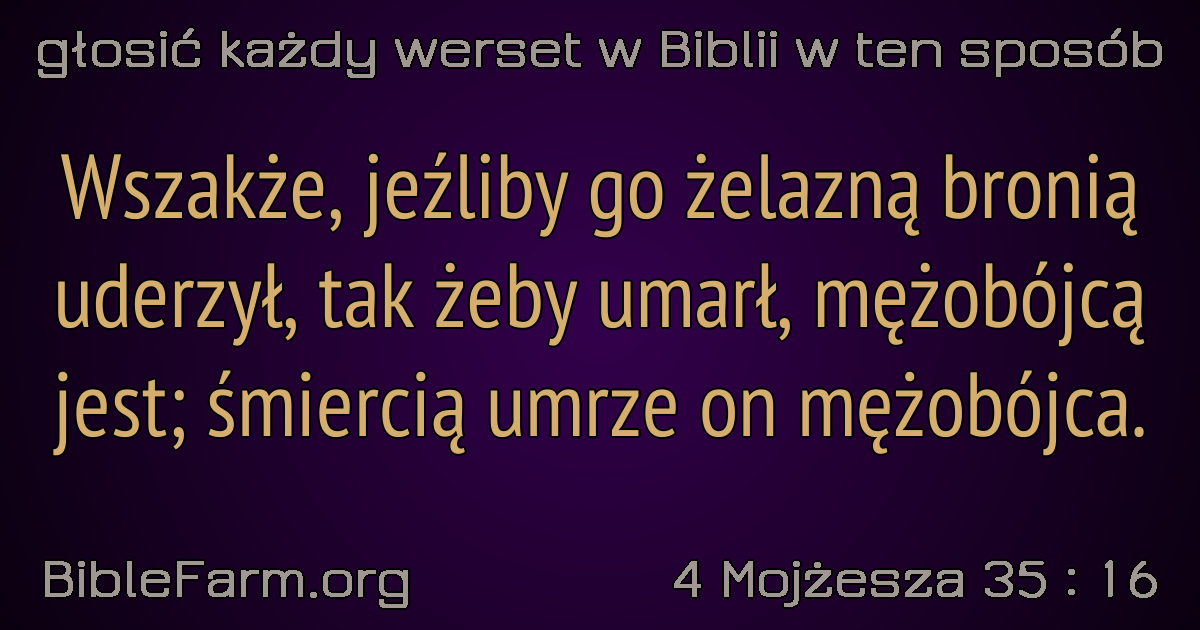 głosić każdy werset w Biblii w ten sposób
Wszakże, jeźliby go żelazną bronią
uderzył, tak żeby umarł, mężobójcą
jest; śmiercią umrze on mężobójca.
BibleFarm.org
4 Mojżesza 35 : 16